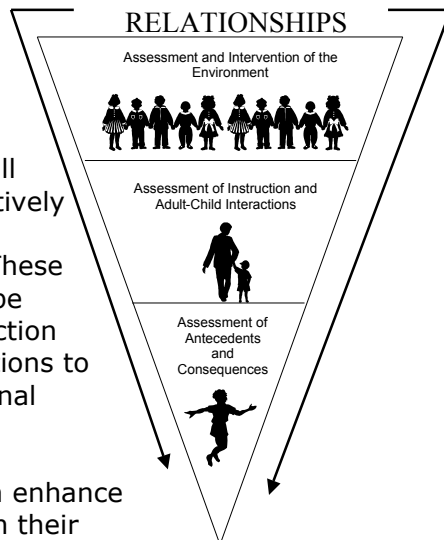 RELATIONSHIPS
Assessment and Intervention of the
Environment
Assessment of Instruction and
Adult-Child Interactions
Assessment of
Antecedents
and
Consequences
ll
tively
These
be
ction
tions to
nal
n enhance
n their